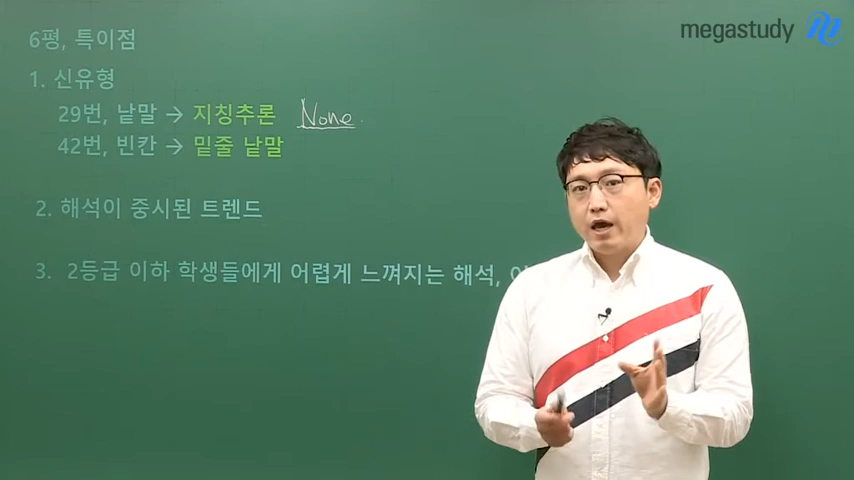 megastudy
6평, 특이점
1. 신유형
29번, 낱말 → 지칭추론 None
42번, 빈칸 → 밑줄 낱말
2. 해석이 중시된 트렌드
3. 2등급 이하 학생들에게 어렵게 느껴지는 해석,